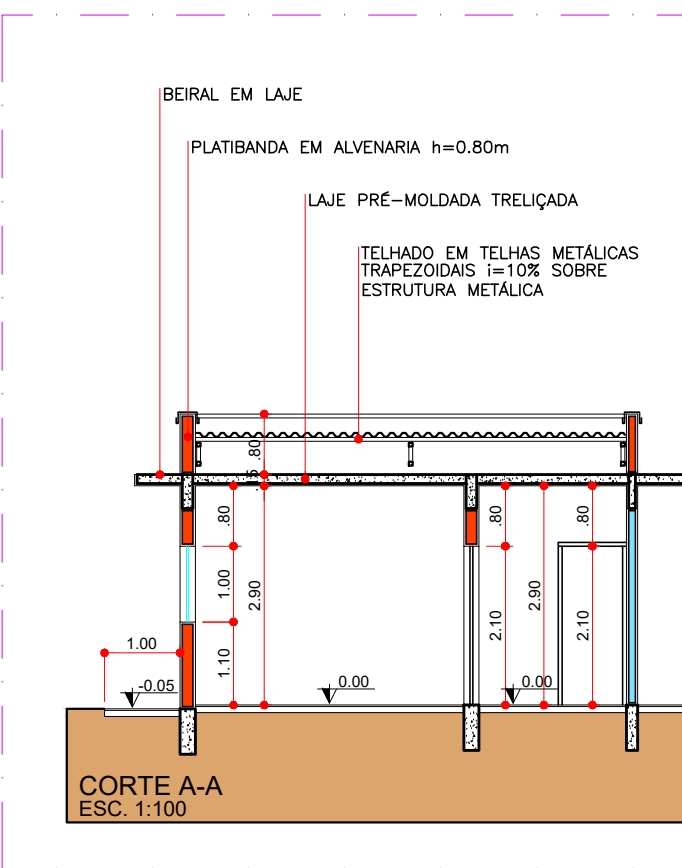 BEIRAL EM LAJE
PLATIBANDA EM ALVENARIA h=0.80m
LAJE PRÉ-MOLDADA TRELIÇADA
TELHADO EM TELHAS METÁLICAS
TRAPEZOIDAIS i=10% SOBRE
ESTRUTURA METÁLICA
.80
.80
1.00
2.90
1.10
.80
2.10
2.90
.80
2.10
1.00
-0.05
0.00
0.00
CORTE A-A
ESC. 1:100